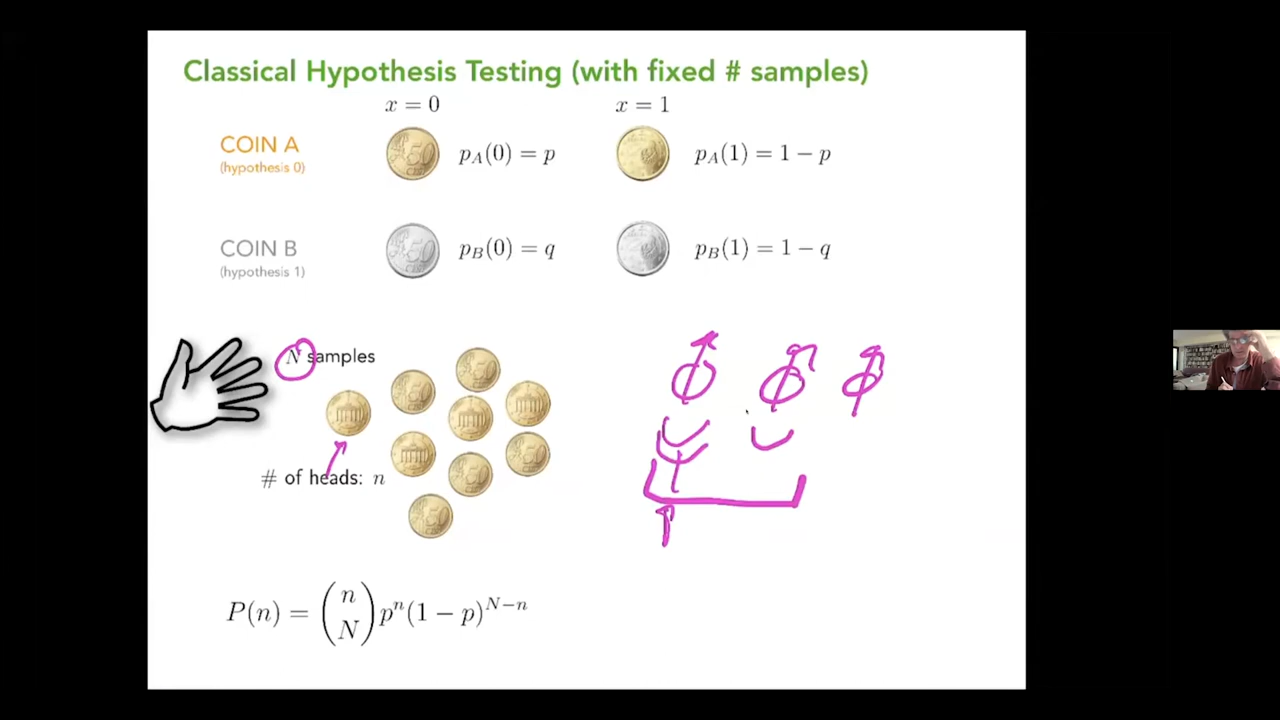 Classical Hypothesis Testing (with fixed # samples)
x = 0 x = 1
COIN A p_A(0) = p p_A(1) = 1 − p
(hypothesis 0)
COIN B p_B(0) = q p_B(1) = 1 − q
(hypothesis 1)
N samples
# of heads: n
P(n) = \binom{n}{N} p^n (1 − p)^{N−n}